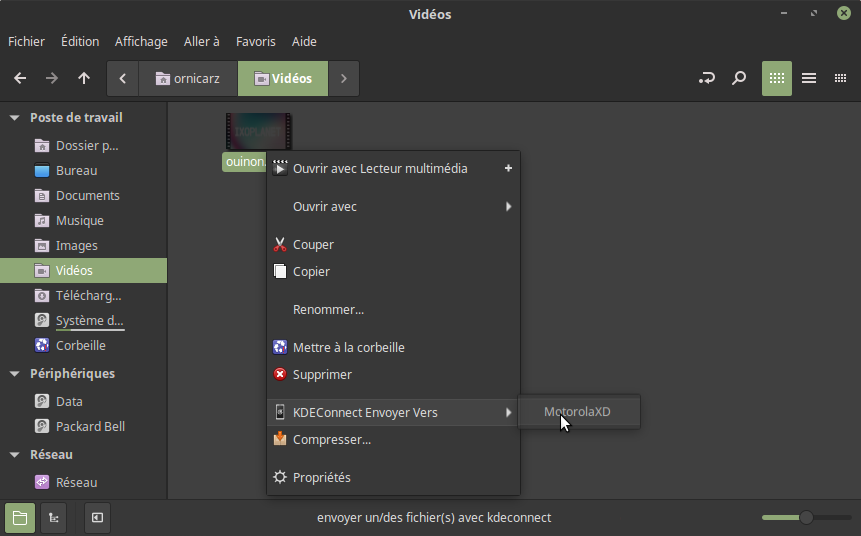 Vidéos
Fichier Édition Affichage Aller à Favoris Aide
ornicarz Vidéos
Poste de travail
Dossier p...
Bureau
Documents
Musique
Images
Vidéos
Télécharg...
Système d...
Corbeille
Périphériques
Data
Packard Bell
Réseau
Réseau
EXOPLANET
ouinon
Ouvrir avec Lecteur multimédia +
Ouvrir avec
Couper
Copier
Renommer...
Mettre à la corbeille
Supprimer
KDEConnect Envoyer Vers
MotorolaXD
Compresser...
Propriétés
envoyer un/des fichier(s) avec kdeconnect